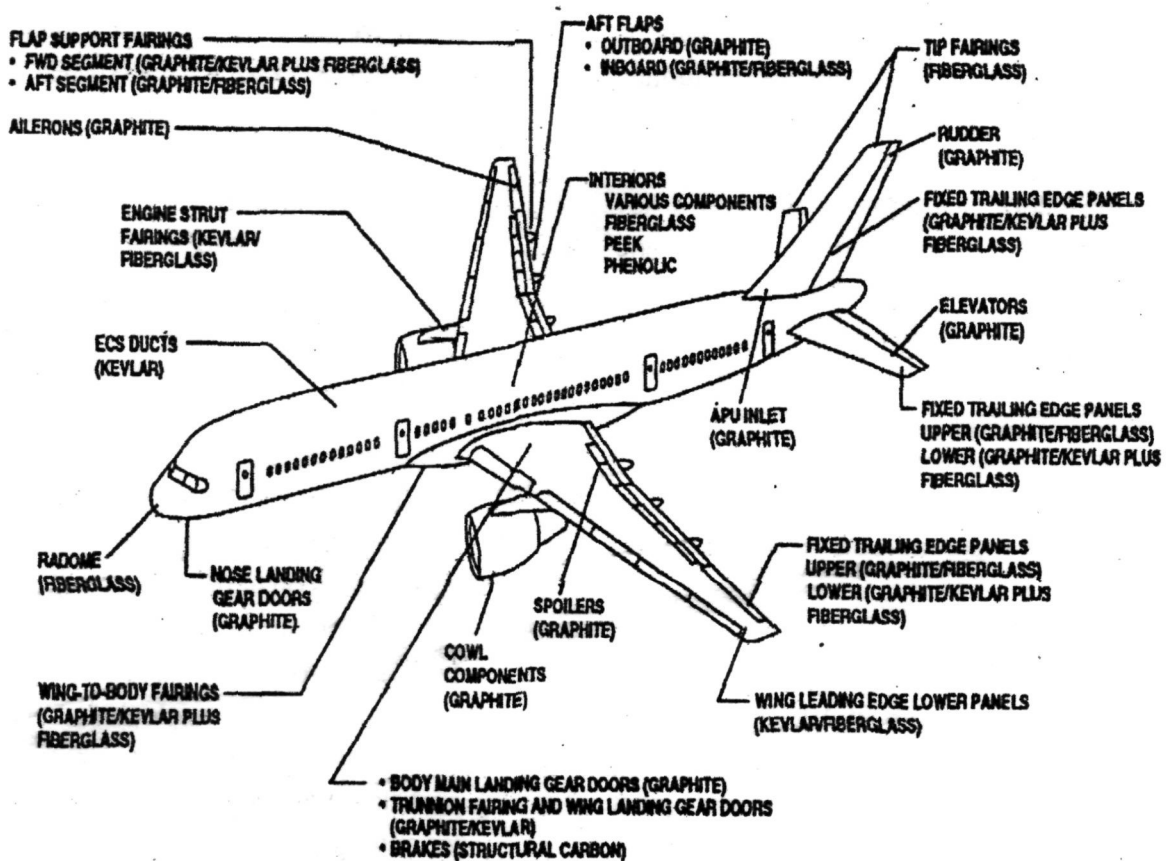 FLAP SUPPORT FAIRINGS
• FWD SEGMENT (GRAPHITE/KEVLAR PLUS FIBERGLASS)
• AFT SEGMENT (GRAPHITE/FIBERGLASS)
AILERONS (GRAPHITE)
ENGINE STRUT
FAIRINGS (KEVLAR/
FIBERGLASS)
ECS DUCTS
(KEVLAR)
AFT FLAPS
• OUTBOARD (GRAPHITE)
• INBOARD (GRAPHITE/FIBERGLASS)
INTERIORS
VARIOUS COMPONENTS
FIBERGLASS
PEEK
PHENOLIC
TIP FAIRINGS
(FIBERGLASS)
RUDDER
(GRAPHITE)
FIXED TRAILING EDGE PANELS
(GRAPHITE/KEVLAR PLUS
FIBERGLASS)
ELEVATORS
(GRAPHITE)
APU INLET
(GRAPHITE)
FIXED TRAILING EDGE PANELS
UPPER (GRAPHITE/FIBERGLASS)
LOWER (GRAPHITE/KEVLAR PLUS
FIBERGLASS)
RADOME
(FIBERGLASS)
NOSE LANDING
GEAR DOORS
(GRAPHITE)
SPOILERS
(GRAPHITE)
COWL
COMPONENTS
(GRAPHITE)
FIXED TRAILING EDGE PANELS
UPPER (GRAPHITE/FIBERGLASS)
LOWER (GRAPHITE/KEVLAR PLUS
FIBERGLASS)
WING-TO-BODY FAIRINGS
(GRAPHITE/KEVLAR PLUS
FIBERGLASS)
WING LEADING EDGE LOWER PANELS
(KEVLAR/FIBERGLASS)
• BODY MAIN LANDING GEAR DOORS (GRAPHITE)
• TRUNNION FAIRING AND WING LANDING GEAR DOORS
(GRAPHITE/KEVLAR)
• BRAKES (STRUCTURAL CARBON)